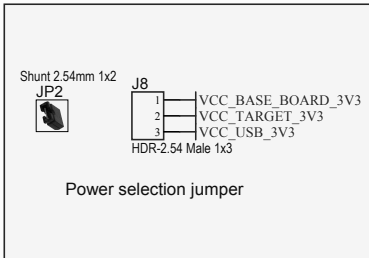 Shunt 2.54mm 1x2
JP2
J8
1 VCC_BASE_BOARD_3V3
2 VCC_TARGET_3V3
3 VCC_USB_3V3
HDR-2.54 Male 1x3
Power selection jumper